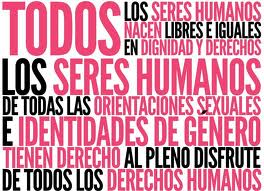 TODOS LOS SERES HUMANOS
NACEN LIBRES E IGUALES
EN DIGNIDAD Y DERECHOS
LOS SERES HUMANOS
DE TODAS LAS ORIENTACIONES SEXUALES
E IDENTIDADES DE GÉNERO
TIENEN DERECHO AL PLENO DISFRUTE
DE TODOS LOS DERECHOS HUMANOS